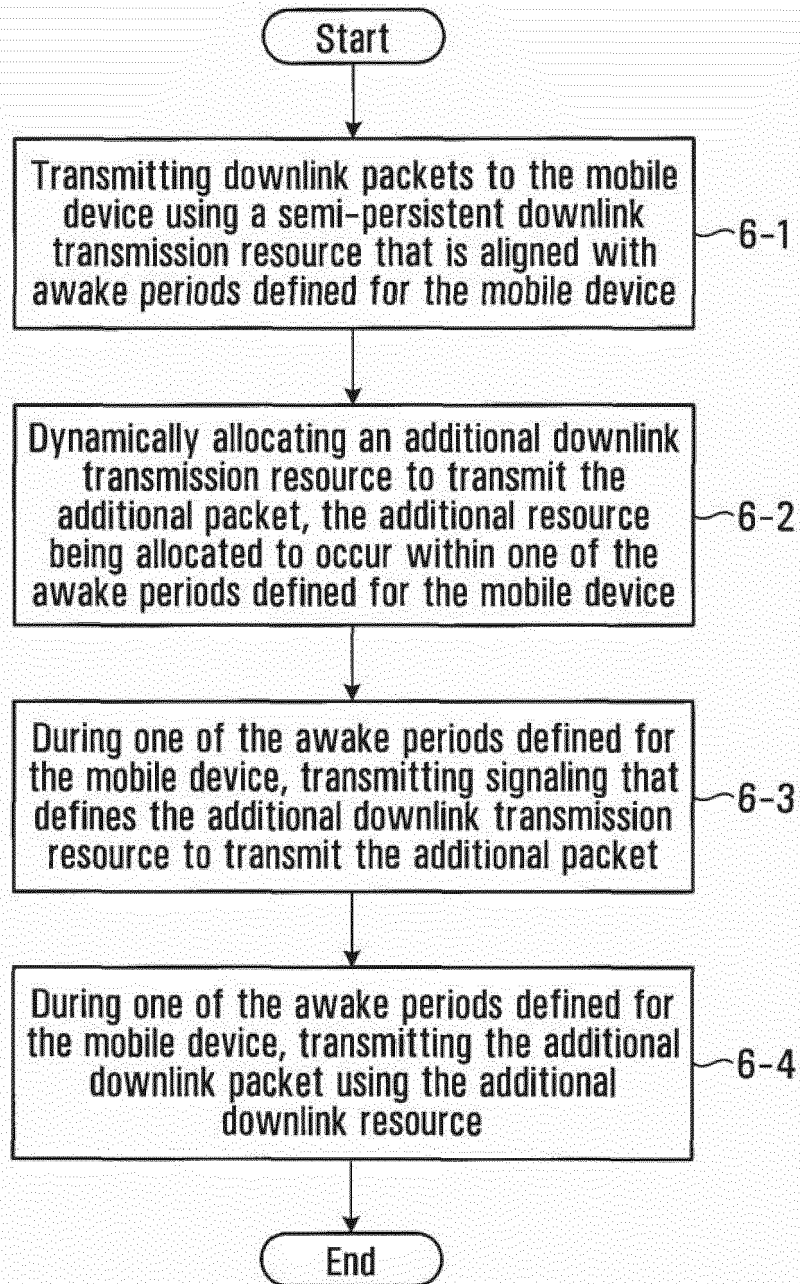 Start
Transmitting downlink packets to the mobile
device using a semi-persistent downlink
transmission resource that is aligned with
awake periods defined for the mobile device
6-1
Dynamically allocating an additional downlink
transmission resource to transmit the
additional packet, the additional resource
being allocated to occur within one of the
awake periods defined for the mobile device
6-2
During one of the awake periods defined for
the mobile device, transmitting signaling that
defines the additional downlink transmission
resource to transmit the additional packet
6-3
During one of the awake periods defined for
the mobile device, transmitting the additional
downlink packet using the additional
downlink resource
6-4
End